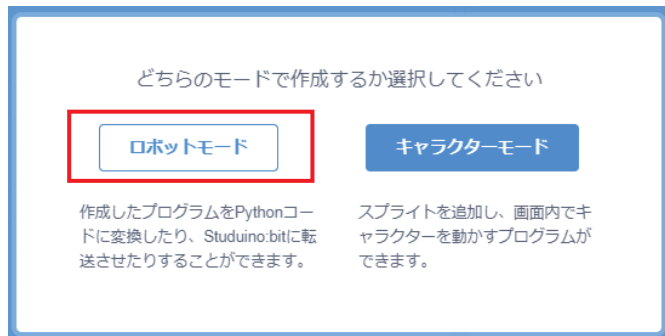 どちらのモードで作成するか選択してください
ロボットモード
キャラクターモード
作成したプログラムをPythonコー
ドに変換したり、Studuino:bitに転
送させたりすることができます。
スプライトを追加し、画面内でキ
ャラクターを動かすプログラムが
できます。